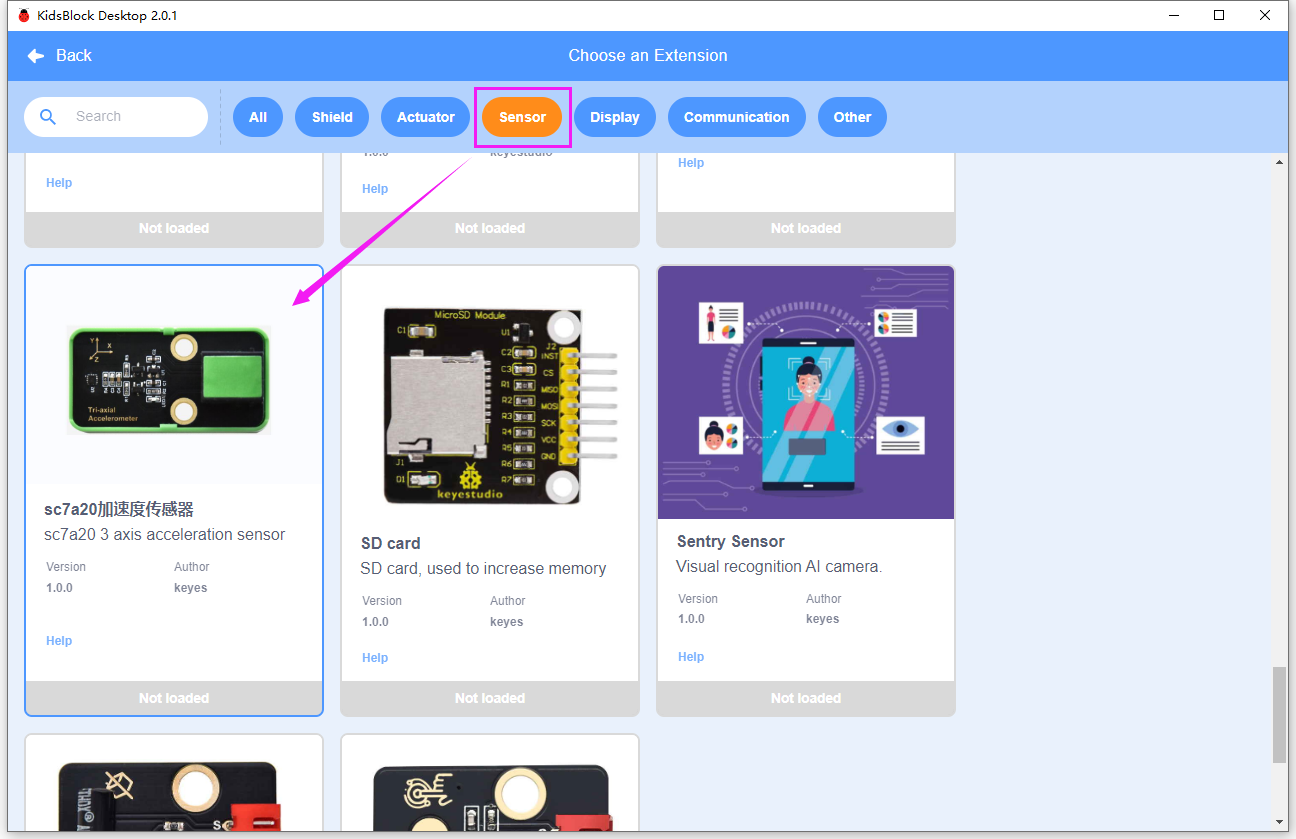 KidsBlock Desktop 2.0.1
Back
Choose an Extension
Search
All
Shield
Actuator
Sensor
Display
Communication
Other
1.0.0
keyestudio
Help
Help
Help
Not loaded
Not loaded
Not loaded
Y
X
Z
Tri-axial
Accelerometer
sc7a20加速度传感器
sc7a20 3 axis acceleration sensor
Version
Author
1.0.0
keyes
Help
Not loaded
MicroSD Module
C1
U1
J2
C2
INST
C3
CS
R1
MISO
R2
MOSI
R3
SCK
R4
VCC
R5
GND
J1
R6
D1
R7
keyestudio
SD card
SD card, used to increase memory
Version
Author
1.0.0
keyes
Help
Not loaded
Sentry Sensor
Visual recognition AI camera.
Version
Author
1.0.0
keyes
Help
Not loaded
S
S